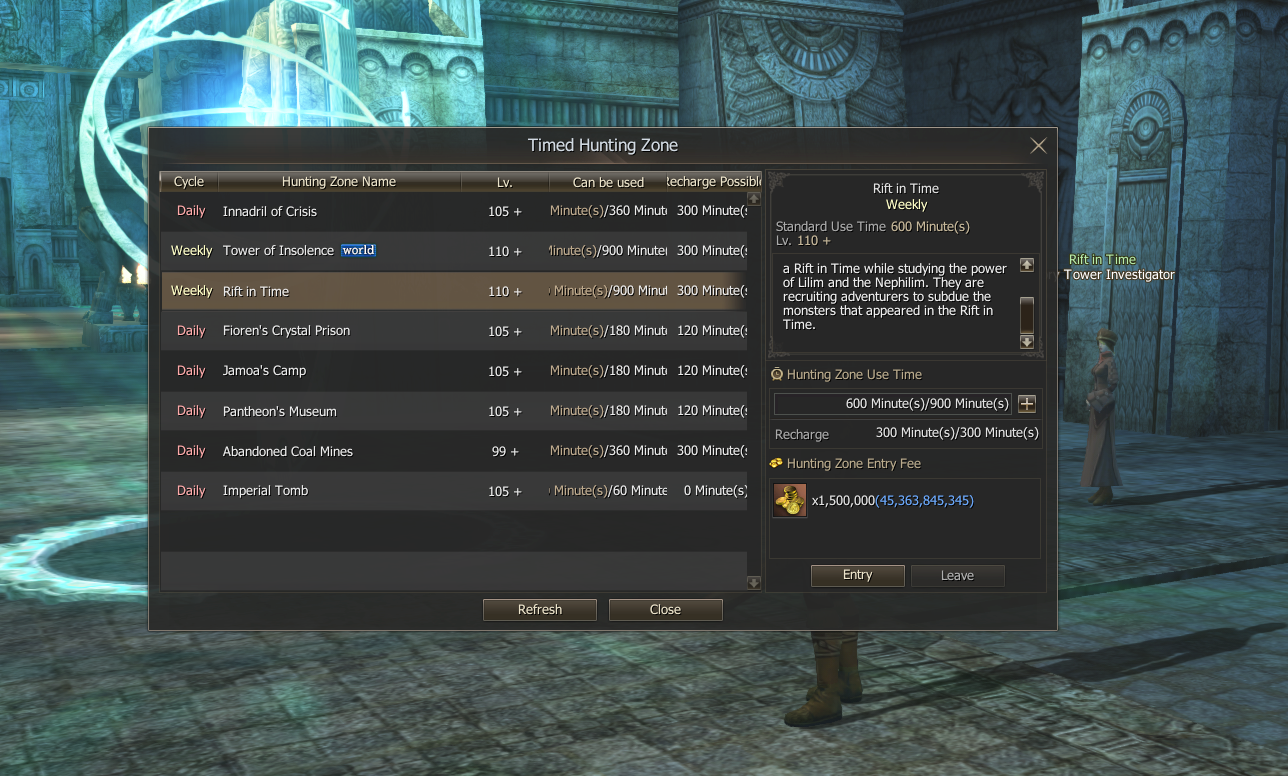 Timed Hunting Zone
Cycle Hunting Zone Name Lv. Can be used Recharge Possible
Daily Innadril of Crisis 105 + Minute(s)/360 Minut 300 Minute(s
Weekly Tower of Insolence world 110 + Minute(s)/900 Minute( 300 Minute(s
Weekly Rift in Time 110 + Minute(s)/900 Minut 300 Minute(s
Daily Fioren's Crystal Prison 105 + Minute(s)/180 Minut 120 Minute(s
Daily Jamoa's Camp 105 + Minute(s)/180 Minut 120 Minute(s
Daily Pantheon's Museum 105 + Minute(s)/180 Minut 120 Minute(s
Daily Abandoned Coal Mines 99 + Minute(s)/360 Minut 300 Minute(s
Daily Imperial Tomb 105 + Minute(s)/60 Minute 0 Minute(s)
Refresh Close
Rift in Time
Weekly
Standard Use Time 600 Minute(s)
Lv. 110 +
a Rift in Time while studying the power
of Lilim and the Nephilim. They are
recruiting adventurers to subdue the
monsters that appeared in the Rift in
Time.
Hunting Zone Use Time
600 Minute(s)/900 Minute(s)
Recharge 300 Minute(s)/300 Minute(s)
Hunting Zone Entry Fee
x1,500,000(45,363,845,345)
Entry Leave
Rift in Time
y Tower Investigator